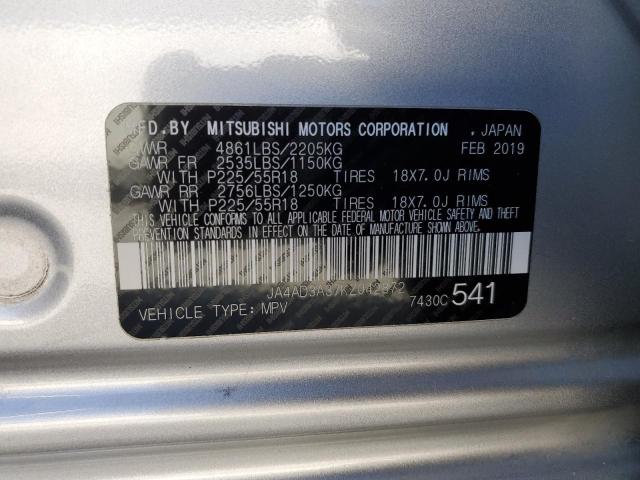 MFD.BY MITSUBISHI MOTORS CORPORATION , JAPAN
GVWR 4861LBS/2205KG FEB 2019
GAWR FR 2535LBS/1150KG
WITH P225/55R18 TIRES 18X7.0J RIMS
GAWR RR 2756LBS/1250KG
WITH P225/55R18 TIRES 18X7.0J RIMS
THIS VEHICLE CONFORMS TO ALL APPLICABLE FEDERAL MOTOR VEHICLE SAFETY AND THEFT
PREVENTION STANDARDS IN EFFECT ON THE DATE OF MANUFACTURE SHOWN ABOVE.
JA4AD3A37KZ042872
VEHICLE TYPE: MPV 7430C 541